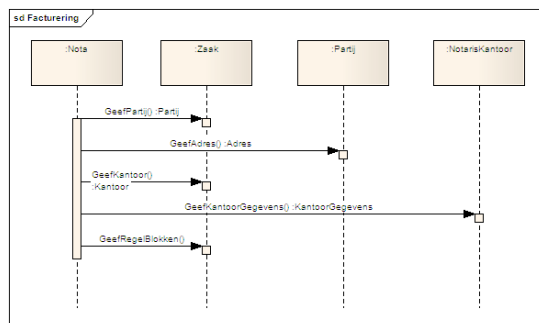 sd Facturering
:Nota
:Zaak
:Partij
:NotarisKantoor
GeefPartij() :Partij
GeefAdres() :Adres
GeefKantoor()
:Kantoor
GeefKantoorGegevens() :KantoorGegevens
GeefRegelBlokken()